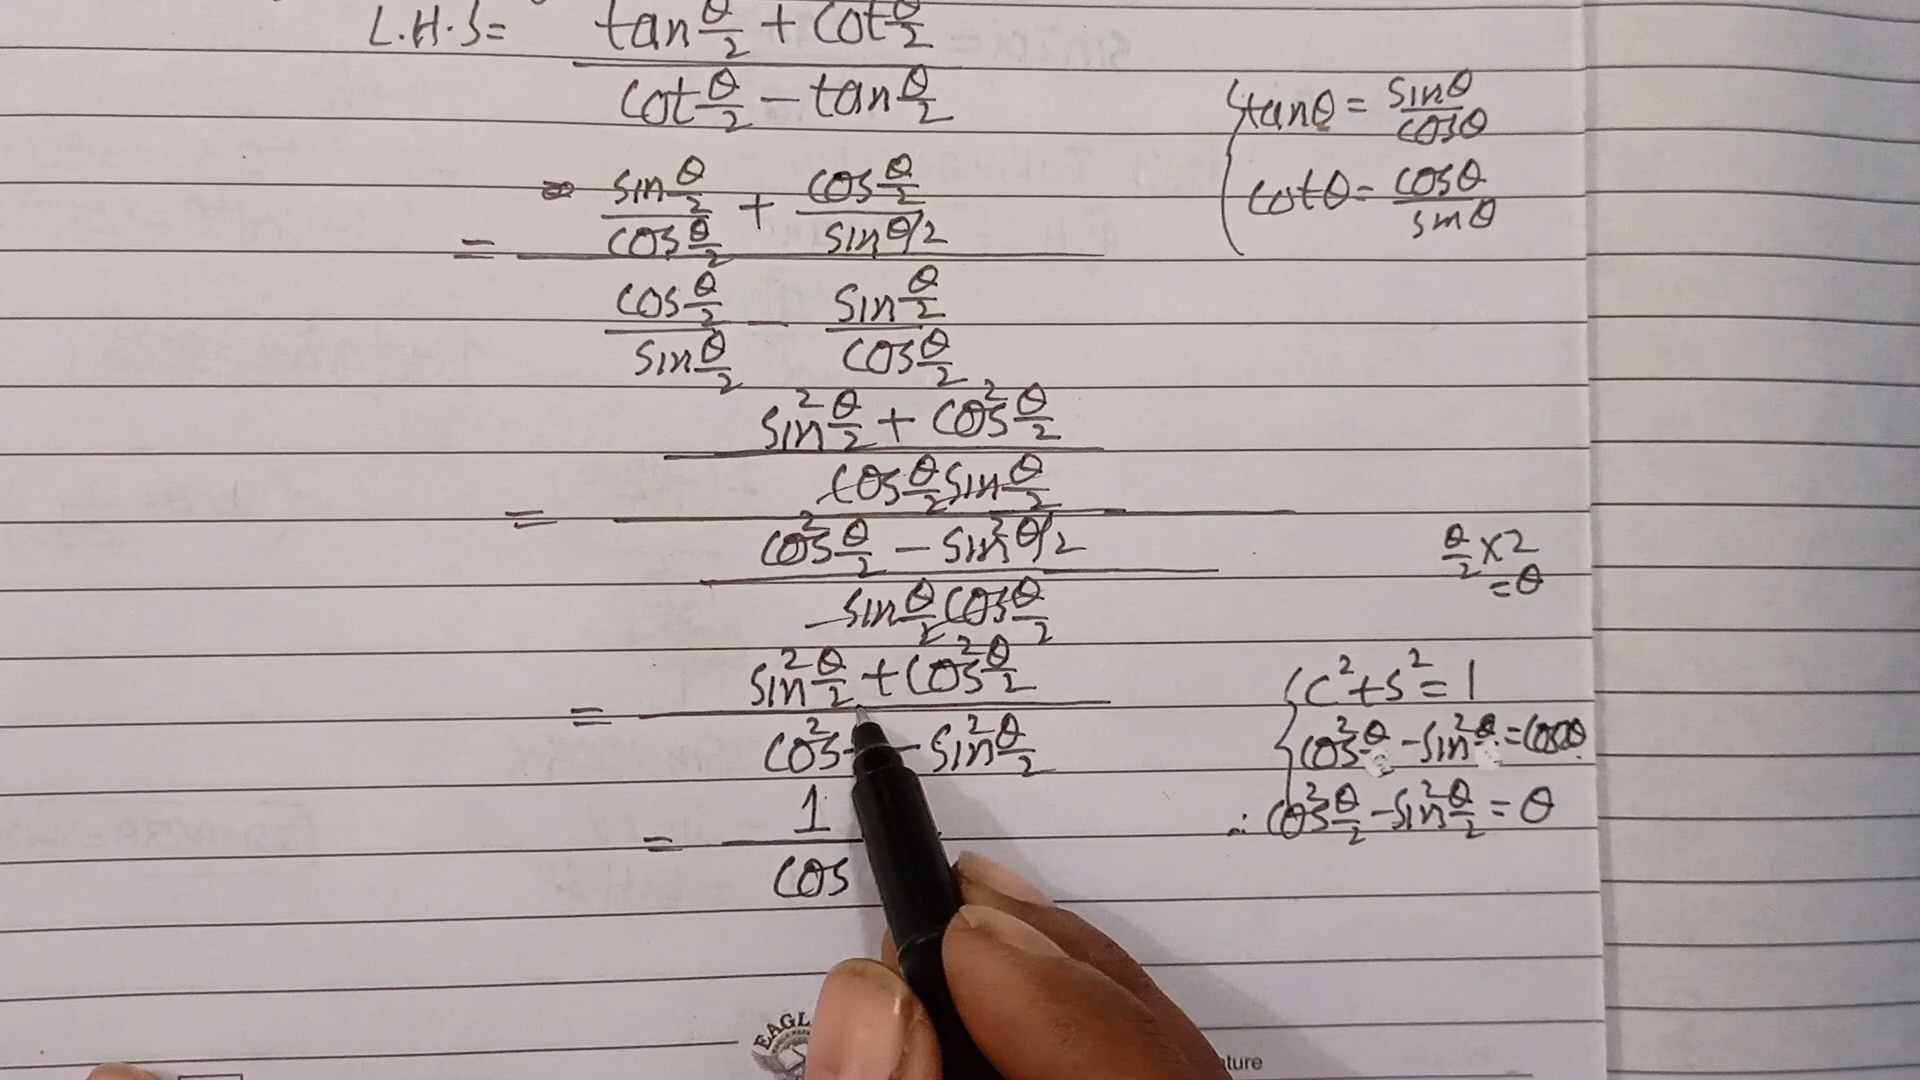 L.H.S = (tan θ/2 + cot θ/2) / (cot θ/2 − tan θ/2)
{tanθ = sinθ/cosθ
cotθ = cosθ/sinθ
= (sin θ/2 / cos θ/2 + cos θ/2 / sin θ/2) / (cos θ/2 / sin θ/2 − sin θ/2 / cos θ/2)
= ((sin² θ/2 + cos² θ/2) / (cos θ/2 sin θ/2)) / ((cos² θ/2 − sin² θ/2) / (sin θ/2 cos θ/2))
θ/2 × 2
= θ
= (sin² θ/2 + cos² θ/2) / (cos² − sin² θ/2)
{c² + s² = 1
∴ cos² θ/2 − sin² θ/2 = θ
= 1 / cos
EAGL
ture